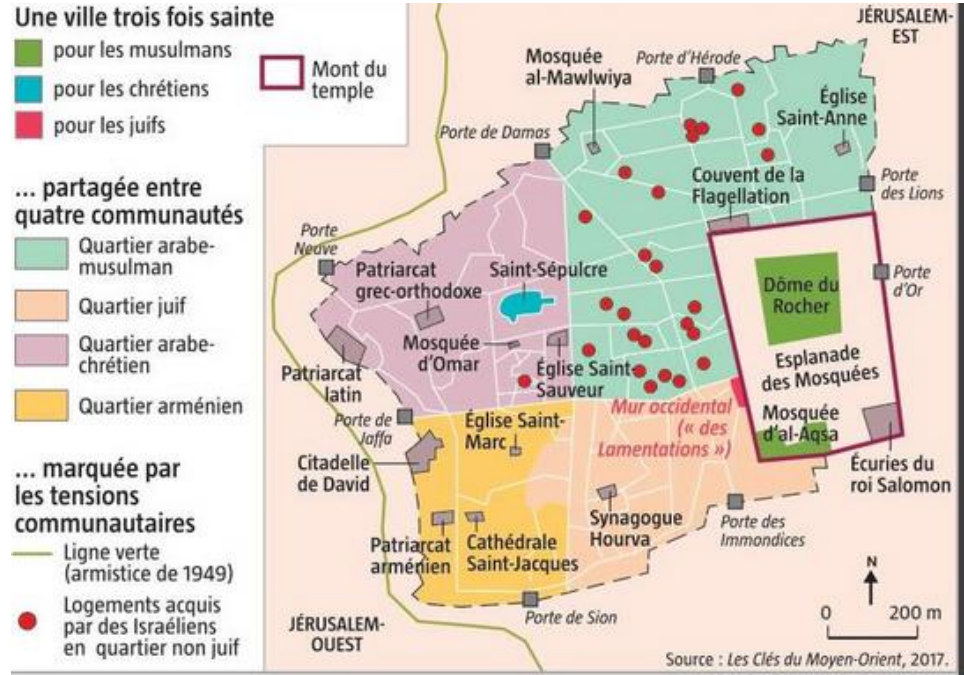 Une ville trois fois sainte
pour les musulmans
pour les chrétiens
pour les juifs
Mont du
temple
... partagée entre
quatre communautés
Quartier arabe-
musulman
Quartier juif
Quartier arabe-
chrétien
Quartier arménien
... marquée par
les tensions
communautaires
Ligne verte
(armistice de 1949)
Logements acquis
par des Israéliens
en quartier non juif
JÉRUSALEM-
EST
Mosquée
al-Mawlwiya
Porte d'Hérode
Église
Saint-Anne
Porte de Damas
Couvent de la
Flagellation
Porte
des Lions
Porte
Neuve
Patriarcat
grec-orthodoxe
Saint-Sépulcre
Dôme du
Rocher
Porte
d'Or
Mosquée
d'Omar
Église Saint-
Sauveur
Esplanade
des Mosquées
Patriarcat
latin
Porte de
Jaffa
Église Saint-
Marc
Mur occidental
(« des
Lamentations »)
Mosquée
d'al-Aqsa
Citadelle
de David
Écuries du
roi Salomon
Patriarcat
arménien
Cathédrale
Saint-Jacques
Synagogue
Hourva
Porte des
Immondices
Porte de Sion
JÉRUSALEM-
OUEST
N
0 200 m
Source : Les Clés du Moyen-Orient, 2017.